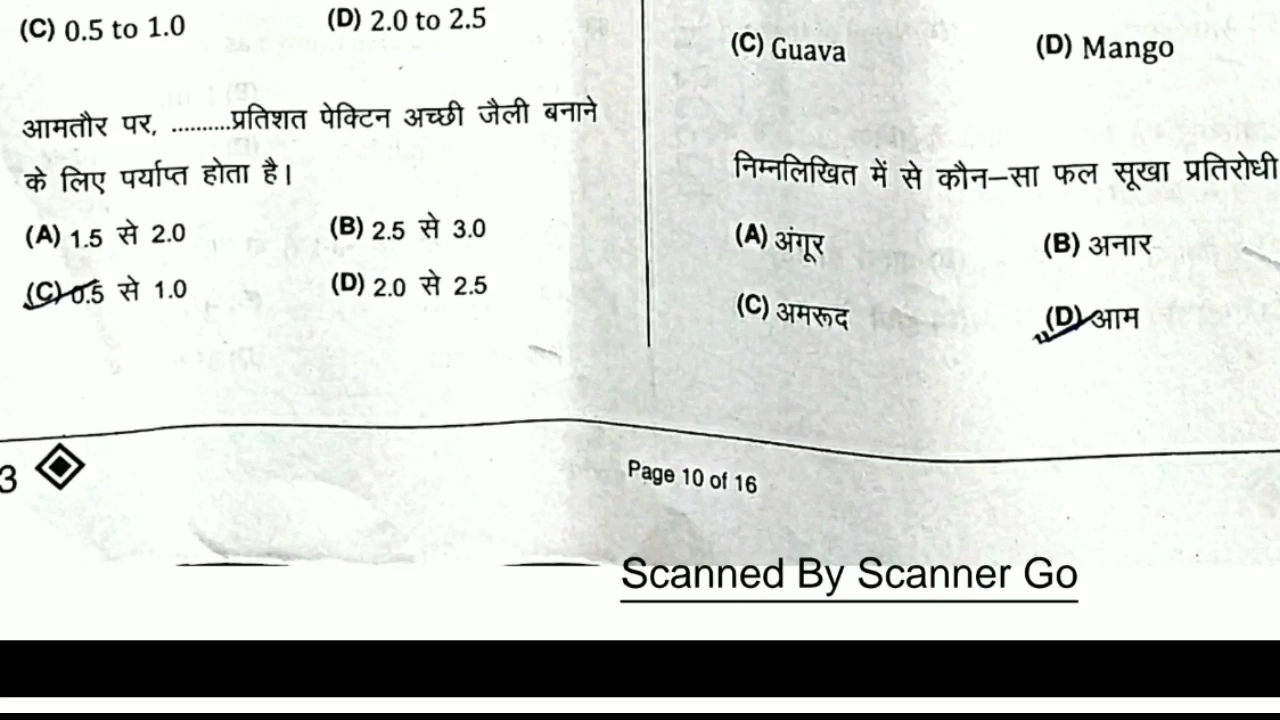 (C) 0.5 to 1.0 (D) 2.0 to 2.5
आमतौर पर, ..........प्रतिशत पेक्टिन अच्छी जैली बनाने
के लिए पर्याप्त होता है।
(A) 1.5 से 2.0 (B) 2.5 से 3.0
(C) 0.5 से 1.0 (D) 2.0 से 2.5
(C) Guava (D) Mango
निम्नलिखित में से कौन–सा फल सूखा प्रतिरोधी
(A) अंगूर (B) अनार
(C) अमरूद (D) आम
3
Page 10 of 16
Scanned By Scanner Go